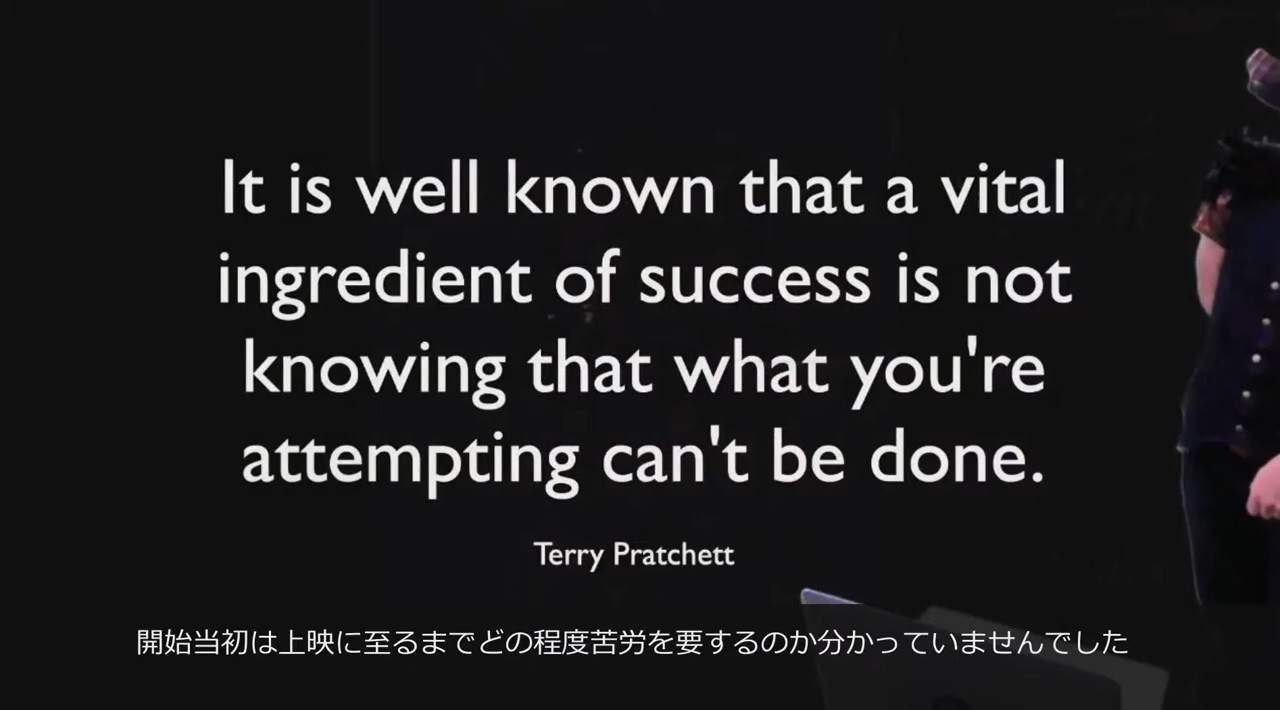 It is well known that a vital
ingredient of success is not
knowing that what you're
attempting can't be done.
Terry Pratchett
開始当初は上映に至るまでどの程度苦労を要するのか分かっていませんでした